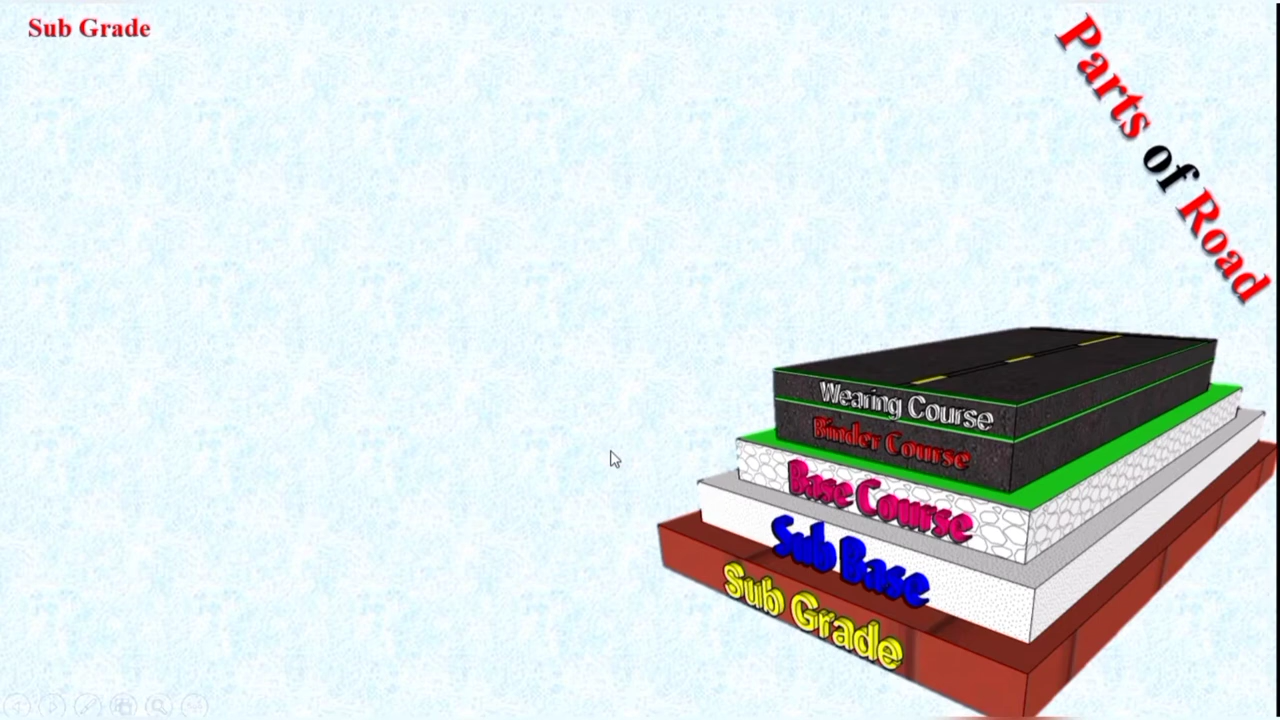 Sub Grade
Parts of Road
Wearing Course
Binder Course
Base Course
Sub Base
Sub Grade